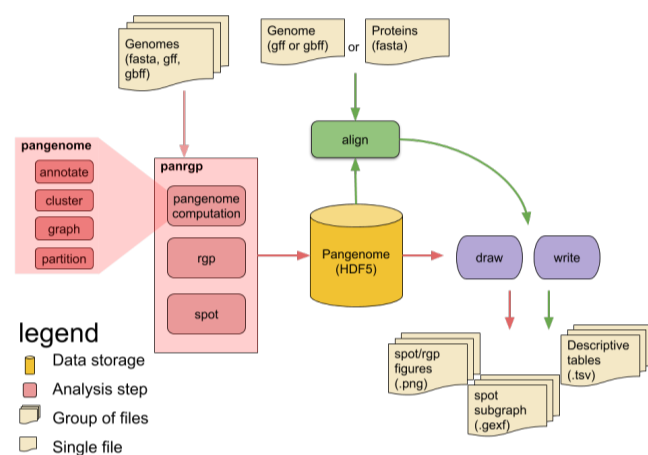 Genomes
(fasta, gff,
gbff)
Genome
(gff or gbff)
or
Proteins
(fasta)
align
pangenome
annotate
cluster
graph
partition
panrgp
pangenome
computation
rgp
spot
Pangenome
(HDF5)
draw
write
legend
Data storage
Analysis step
Group of files
Single file
spot/rgp
figures
(.png)
spot
subgraph
(.gexf)
Descriptive
tables
(.tsv)